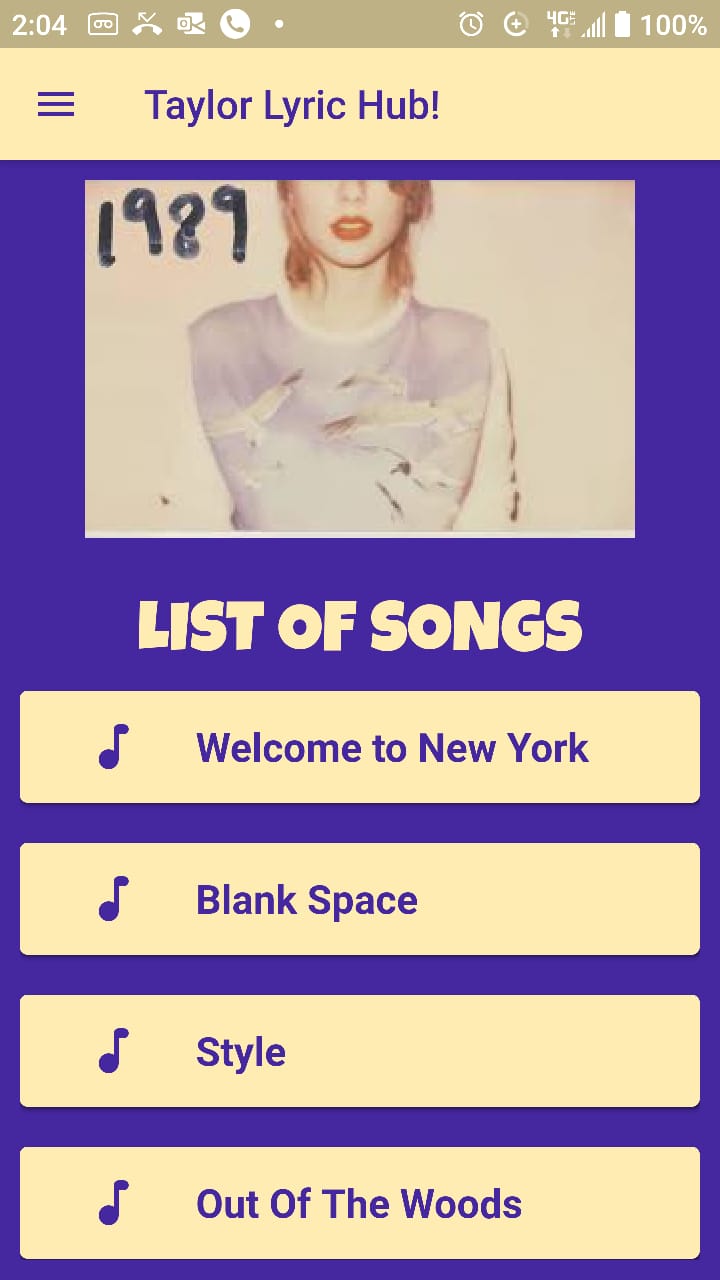 2:04 4G LTE 100%
Taylor Lyric Hub!
1989
LIST OF SONGS
Welcome to New York
Blank Space
Style
Out Of The Woods